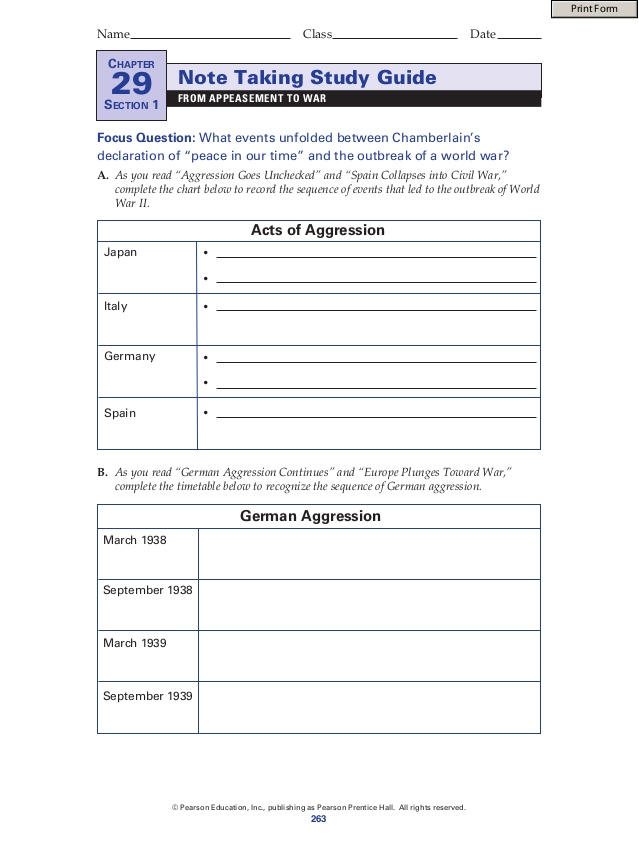 Print Form
Name Class Date
CHAPTER
29
SECTION 1
Note Taking Study Guide
FROM APPEASEMENT TO WAR
Focus Question: What events unfolded between Chamberlain's
declaration of "peace in our time" and the outbreak of a world war?
A. As you read "Aggression Goes Unchecked" and "Spain Collapses into Civil War,"
complete the chart below to record the sequence of events that led to the outbreak of World
War II.
Acts of Aggression
Japan •
•
Italy •
Germany •
•
Spain •
B. As you read "German Aggression Continues" and "Europe Plunges Toward War,"
complete the timetable below to recognize the sequence of German aggression.
German Aggression
March 1938
September 1938
March 1939
September 1939
© Pearson Education, Inc., publishing as Pearson Prentice Hall. All rights reserved.
263